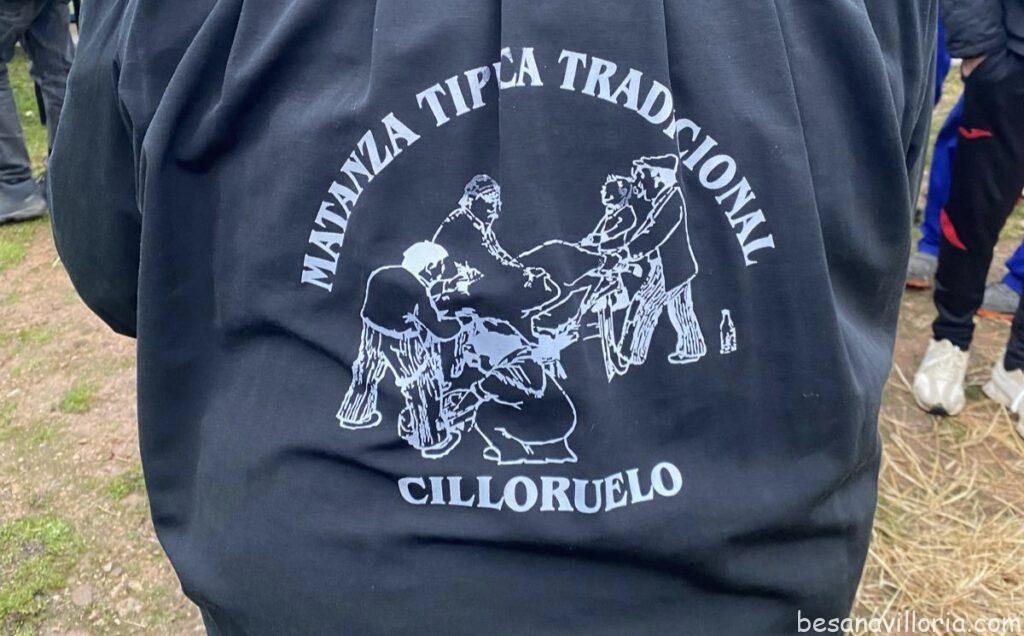 MATANZA TIPICA TRADICIONAL
CILLORUELO
besanavilloria.com